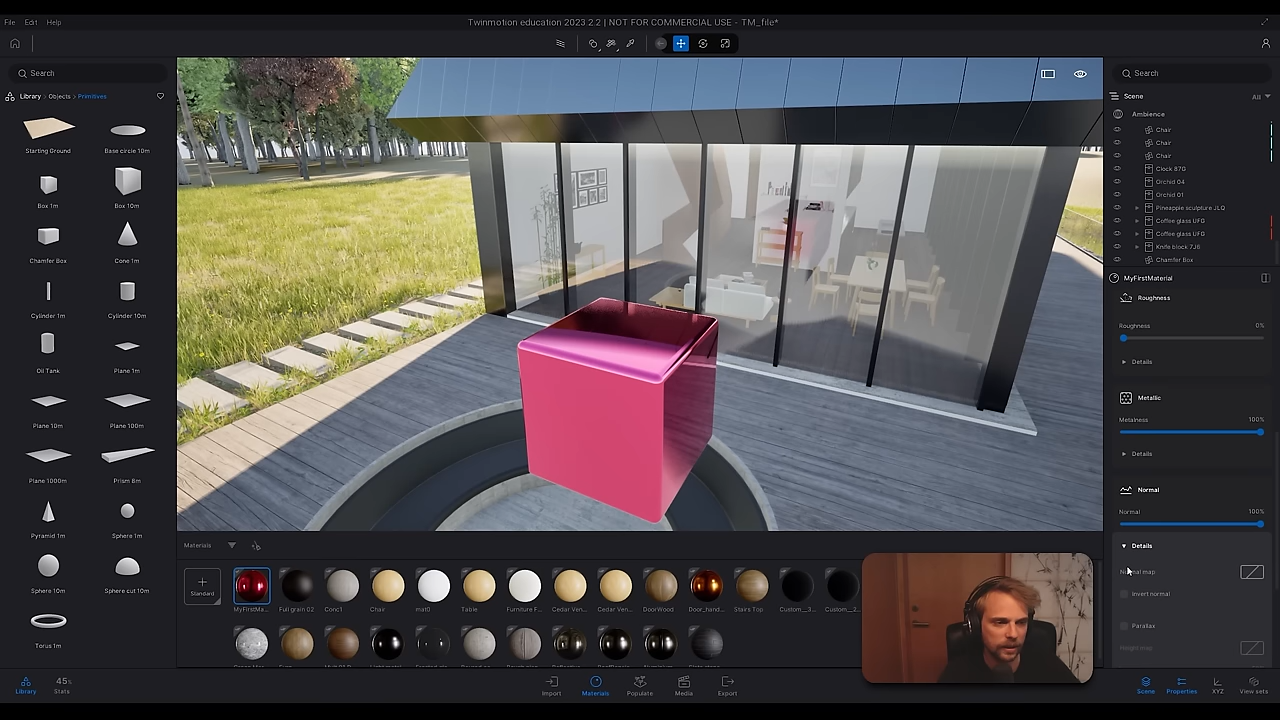 File Edit Help
Twinmotion education 2023 2.2 | NOT FOR COMMERCIAL USE - TM_file*
Search
Library > Objects > Primitives
Starting Ground
Base circle 10m
Box 1m
Box 10m
Chamfer Box
Cone 1m
Cylinder 1m
Cylinder 10m
Oil Tank
Plane 1m
Plane 10m
Plane 100m
Plane 1000m
Prism 8m
Pyramid 1m
Sphere 1m
Sphere 10m
Sphere cut 10m
Torus 1m
Library
45%
Stats
Materials
Standard
MyFirstMa...
Full grain 02
Conc1
Chair
mat0
Table
Furniture F...
Cedar Ven...
Cedar Ven...
DoorWood
Door_hand...
Stairs Top
Custom__3...
Custom__2...
Import
Materials
Populate
Media
Export
Search
Scene
All
Ambience
Chair
Chair
Chair
Clock 87G
Orchid 04
Orchid 01
Pineapple sculpture JLQ
Coffee glass UFG
Coffee glass UFG
Knife block 7J6
Chamfer Box
MyFirstMaterial
Roughness
Roughness 0%
Details
Metallic
Metalness 100%
Details
Normal
Normal 100%
Details
Normal map
Invert normal
Parallax
Height map
Scene
Properties
XYZ
View sets